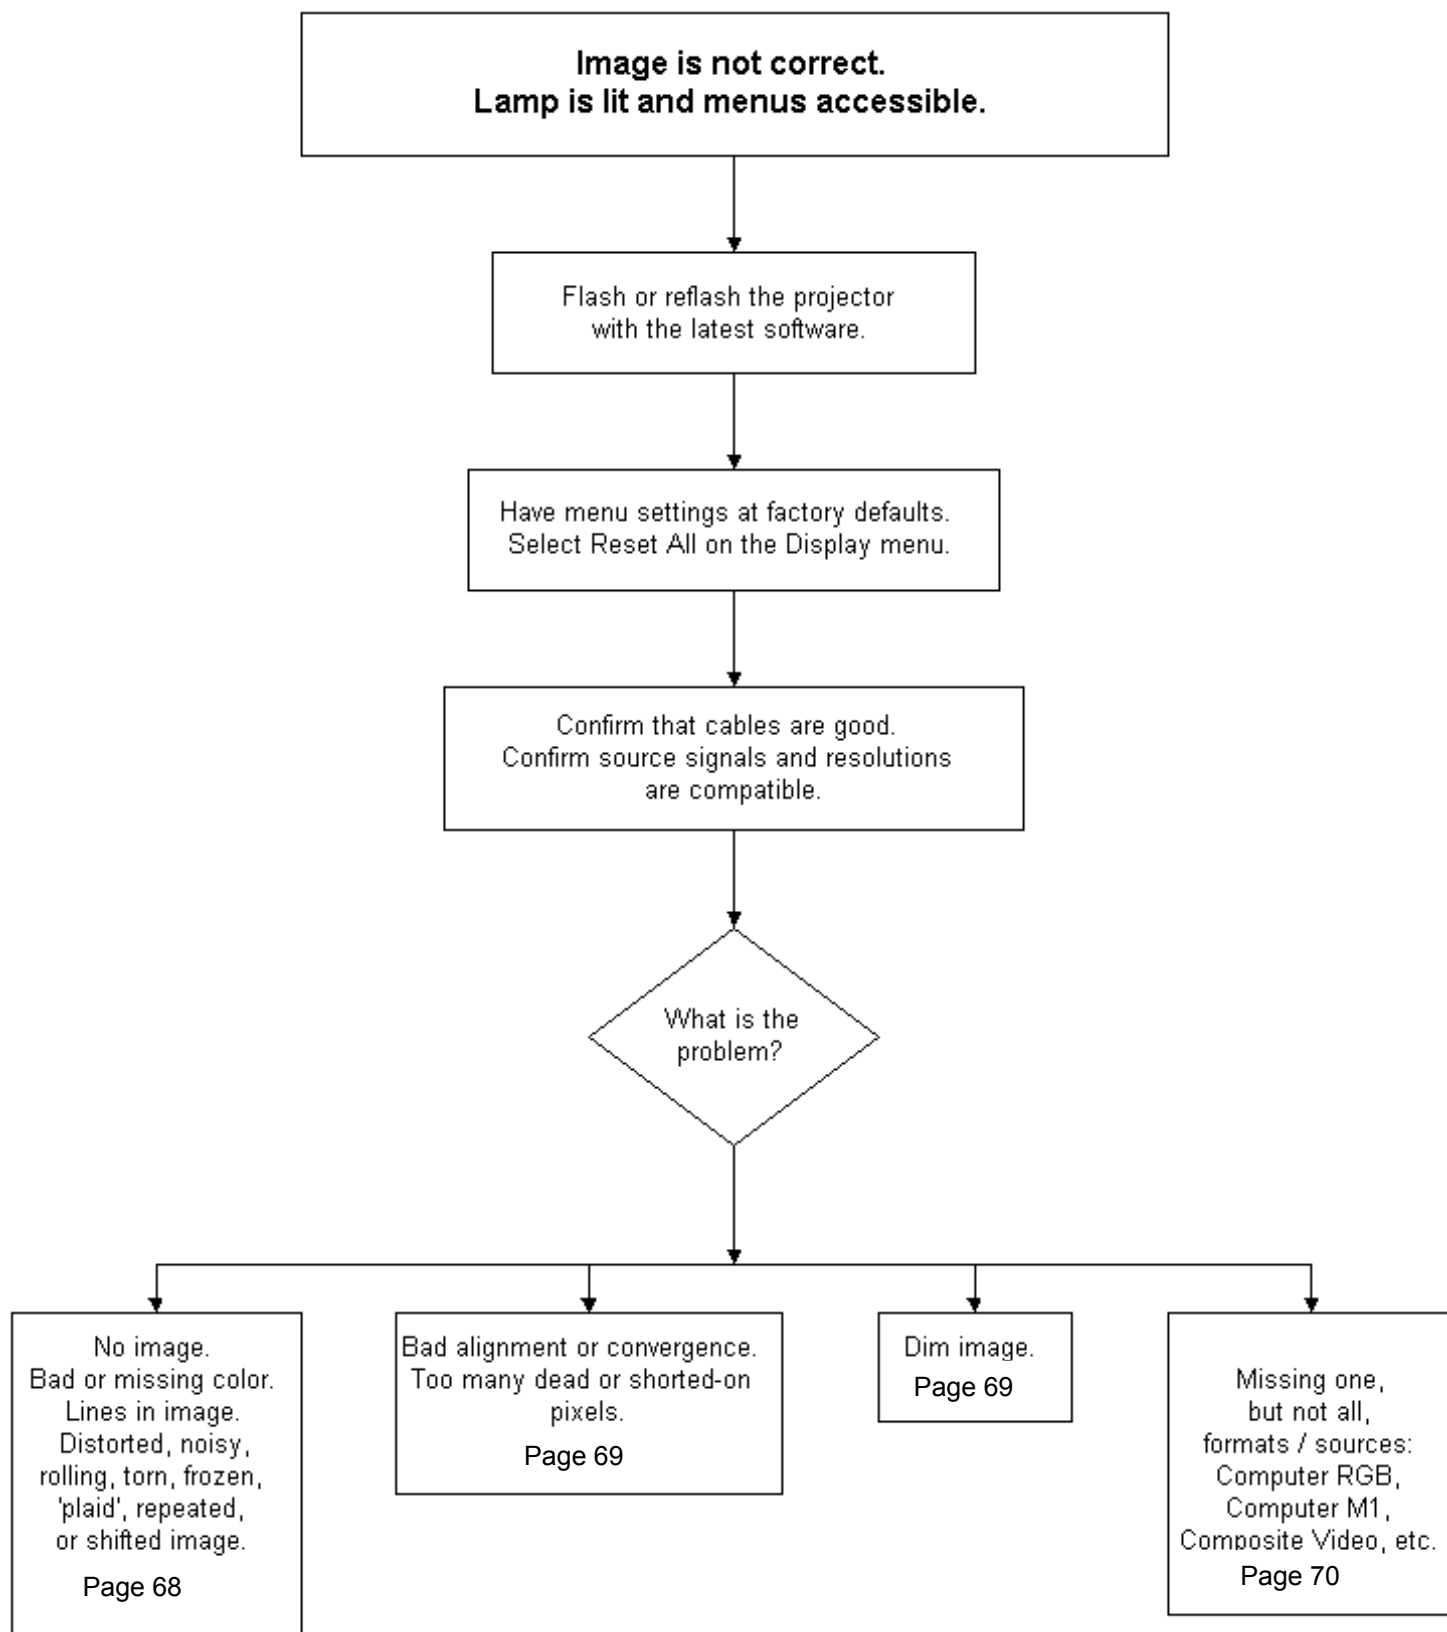 Image is not correct.
Lamp is lit and menus accessible.
Flash or reflash the projector
with the latest software.
Have menu settings at factory defaults.
Select Reset All on the Display menu.
Confirm that cables are good.
Confirm source signals and resolutions
are compatible.
What is the
problem?
No image.
Bad or missing color.
Lines in image.
Distorted, noisy,
rolling, torn, frozen,
'plaid', repeated,
or shifted image.
Page 68
Bad alignment or convergence.
Too many dead or shorted-on
pixels.
Page 69
Dim image.
Page 69
Missing one,
but not all,
formats / sources:
Computer RGB,
Computer M1,
Composite Video, etc.
Page 70